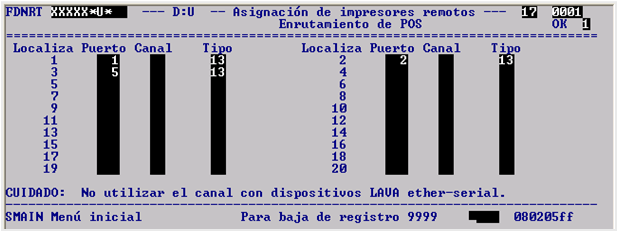 FDNRT XXXXX*U* --- D:U -- Asignación de impresores remotos --- 17 0001
Enrutamiento de POS OK 1
Localiza Puerto Canal Tipo Localiza Puerto Canal Tipo
1 1 13 2 2 13
3 5 13 4
5 6
7 8
9 10
11 12
13 14
15 16
17 18
19 20
CUIDADO: No utilizar el canal con dispositivos LAVA ether-serial.
SMAIN Menú inicial Para baja de registro 9999 080205ff